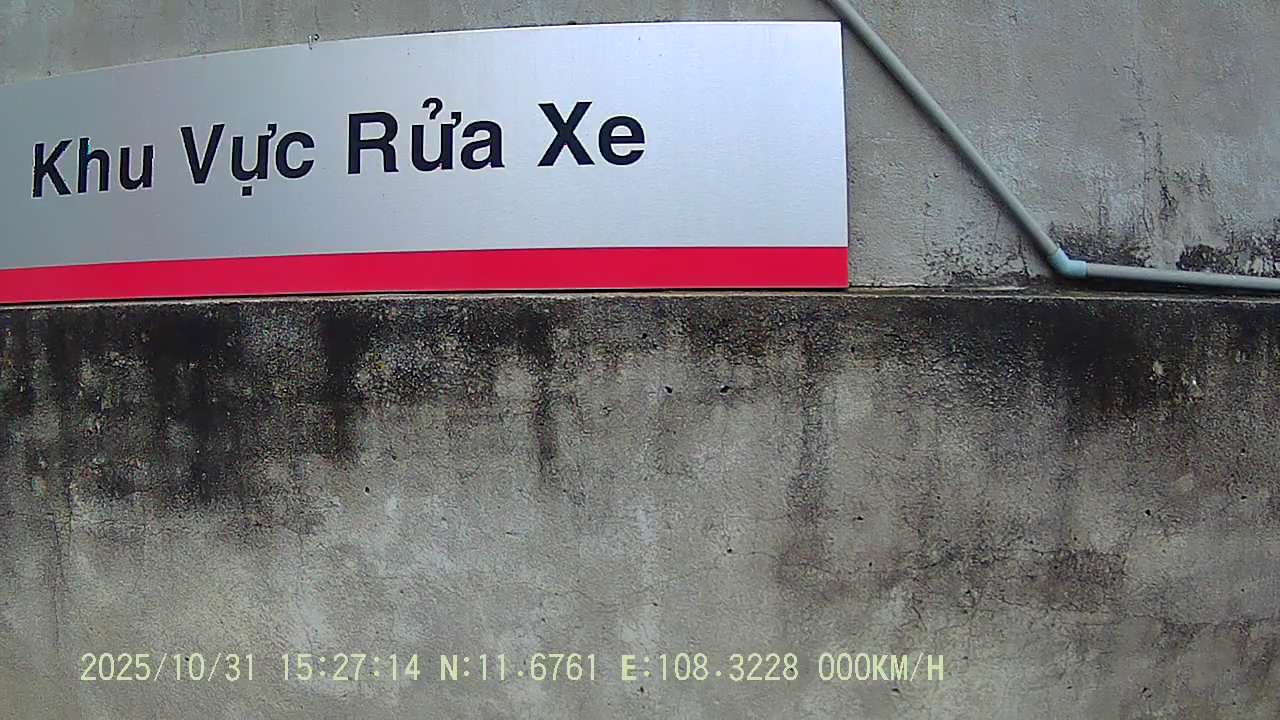 Khu Vực Rửa Xe
2025/10/31 15:27:14 N:11.6761 E:108.3228 000KM/H